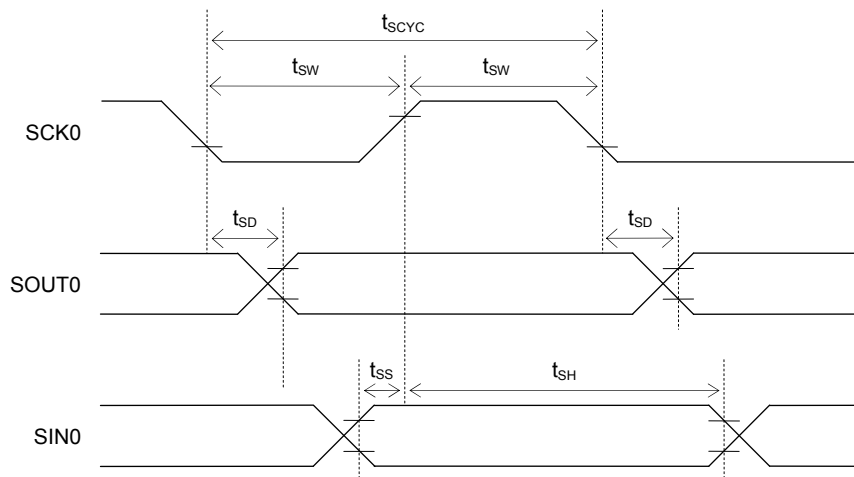 tSCYC
tSW tSW
SCK0
tSD tSD
SOUT0
tSS tSH
SIN0